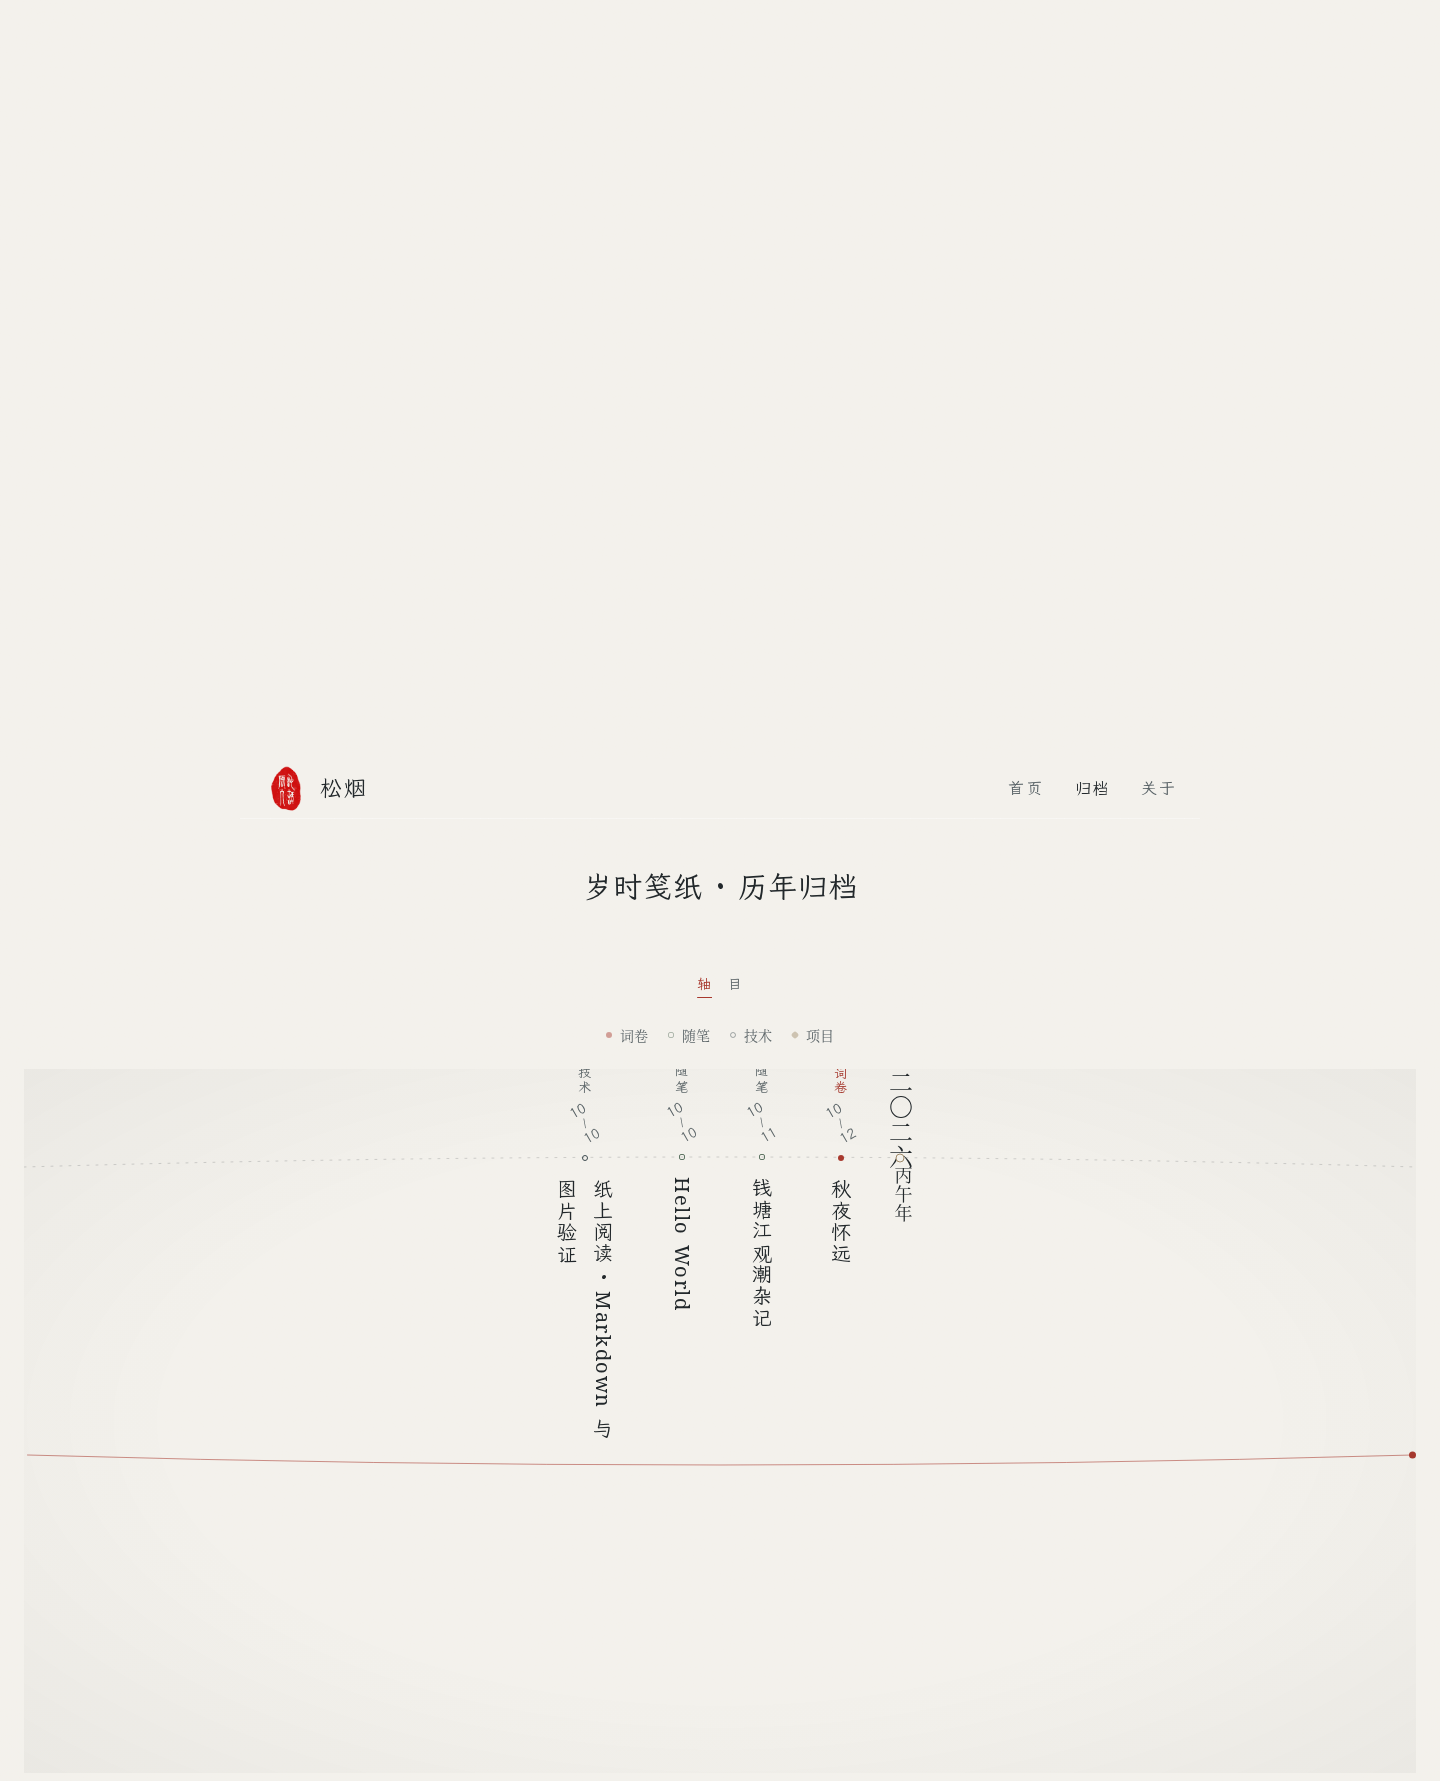 松烟
首页
归档
关于
岁时笺纸・历年归档
轴
目
词卷
随笔
技术
项目
二〇二六
丙午年
词卷
10—12
秋夜怀远
随笔
10—11
钱塘江观潮杂记
随笔
10—10
Hello World
技术
10—10
纸上阅读・Markdown 与
图片验证